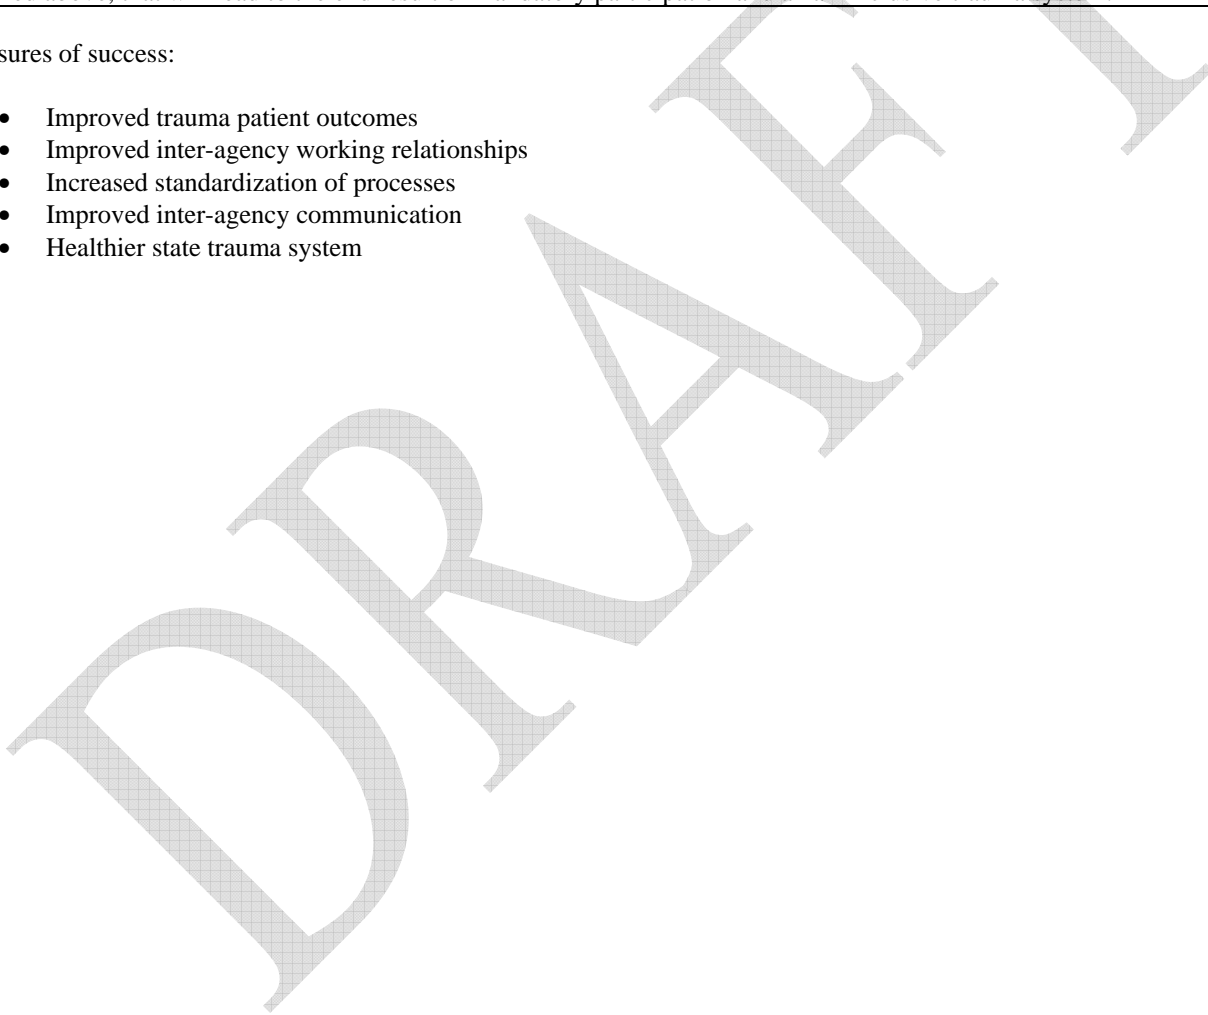 sures of success:
• Improved trauma patient outcomes
• Improved inter-agency working relationships
• Increased standardization of processes
• Improved inter-agency communication
• Healthier state trauma system
DRAFT